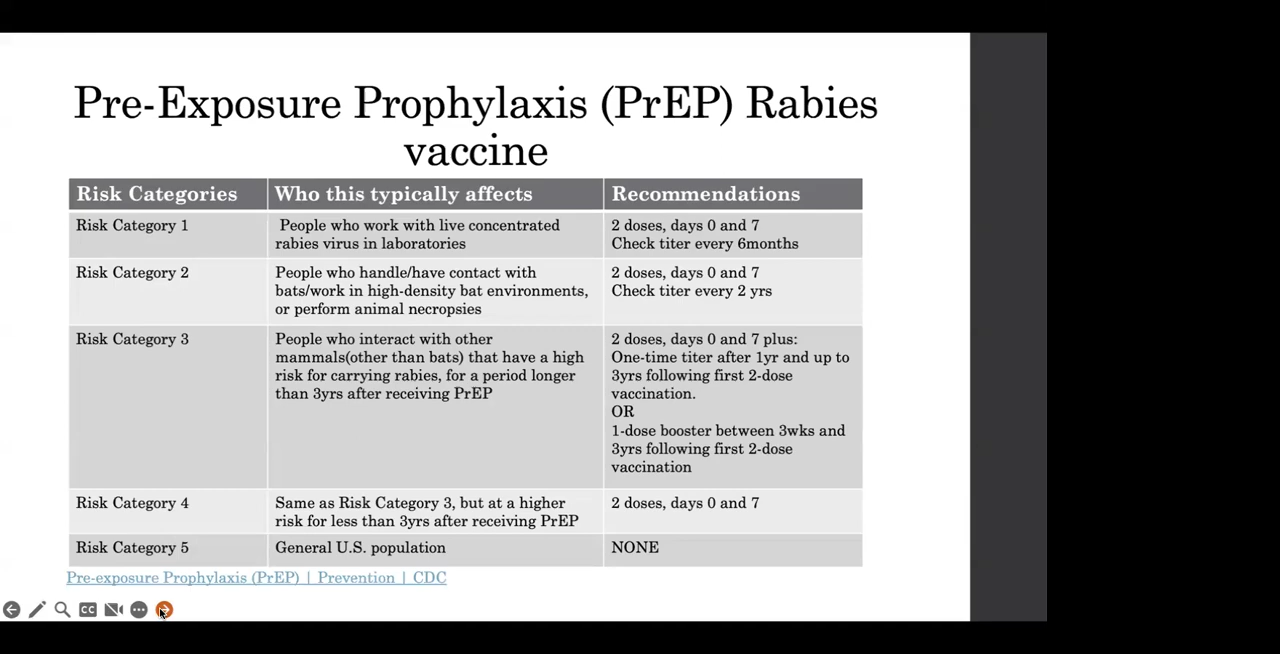 Pre-Exposure Prophylaxis (PrEP) Rabies
vaccine
Risk Categories
Who this typically affects
Recommendations
Risk Category 1
People who work with live concentrated
rabies virus in laboratories
2 doses, days 0 and 7
Check titer every 6months
Risk Category 2
People who handle/have contact with
bats/work in high-density bat environments,
or perform animal necropsies
2 doses, days 0 and 7
Check titer every 2 yrs
Risk Category 3
People who interact with other
mammals(other than bats) that have a high
risk for carrying rabies, for a period longer
than 3yrs after receiving PrEP
2 doses, days 0 and 7 plus:
One-time titer after 1yr and up to
3yrs following first 2-dose
vaccination.
OR
1-dose booster between 3wks and
3yrs following first 2-dose
vaccination
Risk Category 4
Same as Risk Category 3, but at a higher
risk for less than 3yrs after receiving PrEP
2 doses, days 0 and 7
Risk Category 5
General U.S. population
NONE
Pre-exposure Prophylaxis (PrEP) | Prevention | CDC
CC